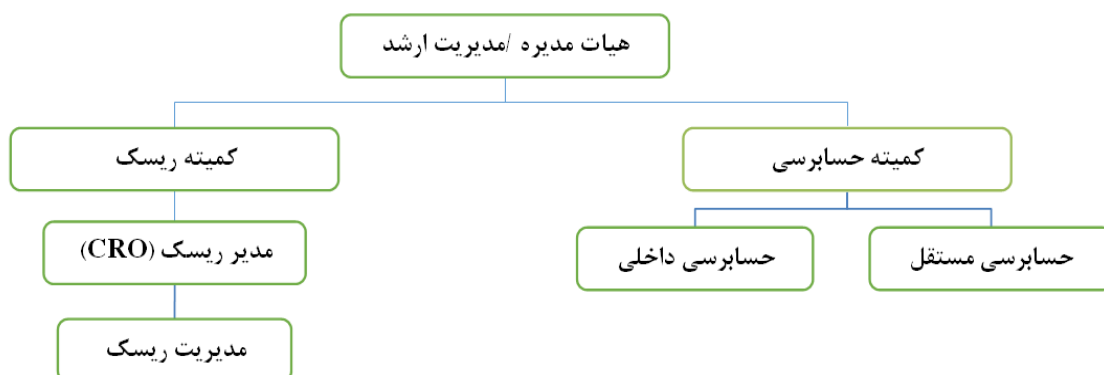 هیات مدیره /مدیریت ارشد
کمیته حسابرسی
کمیته ریسک
حسابرسی مستقل
حسابرسی داخلی
مدیر ریسک (CRO)
مدیریت ریسک